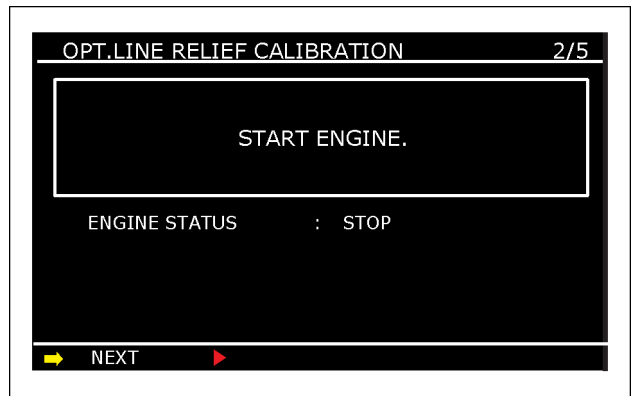 OPT.LINE RELIEF CALIBRATION 2/5
START ENGINE.
ENGINE STATUS : STOP
NEXT